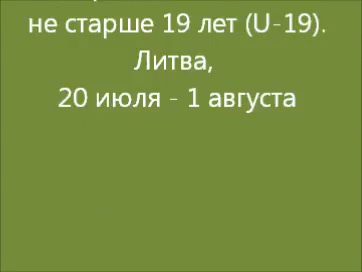 не старше 19 лет (U-19).
Литва,
20 июля - 1 августа